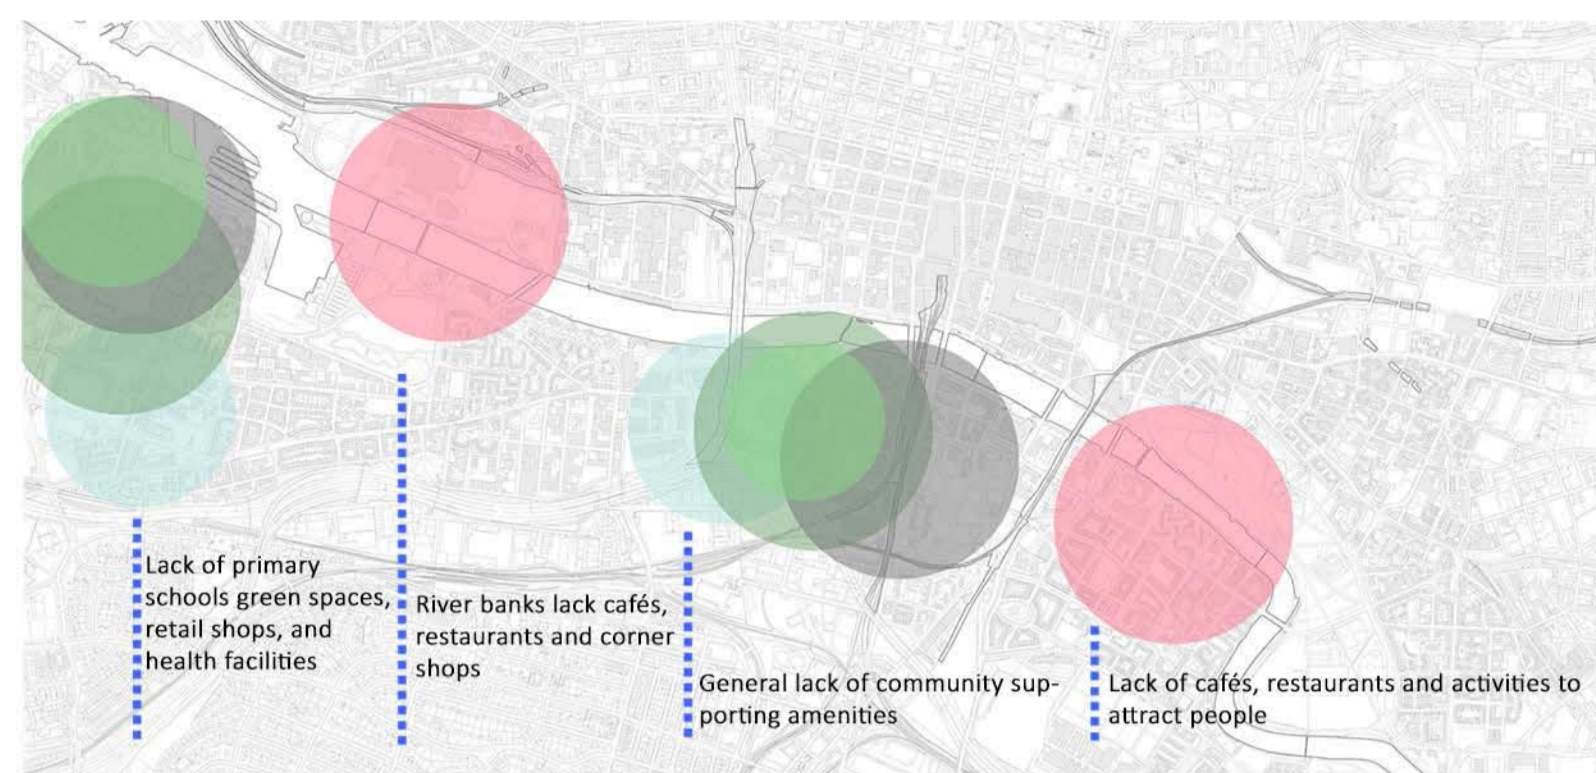 Lack of primary
schools green spaces,
retail shops, and
health facilities
River banks lack cafés,
restaurants and corner
shops
General lack of community sup-
porting amenities
Lack of cafés, restaurants and activities to
attract people